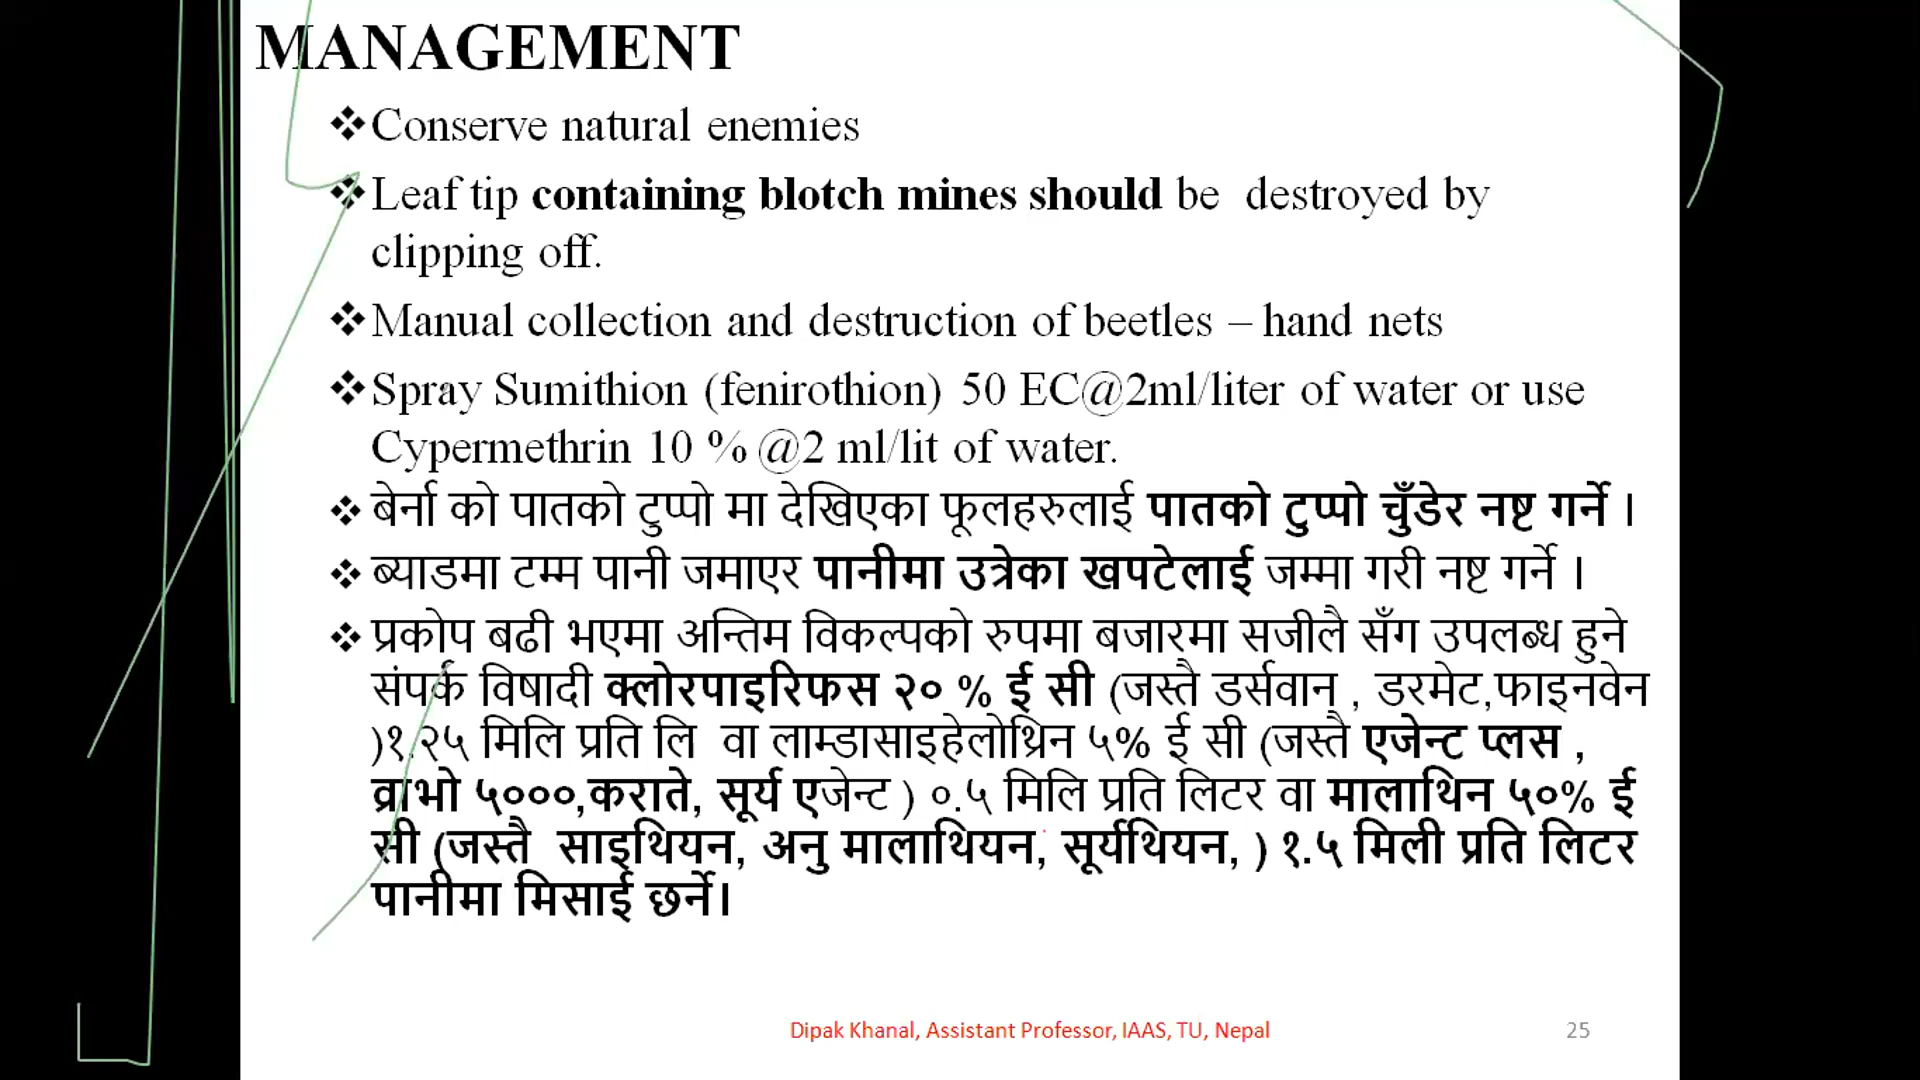 MANAGEMENT
❖Conserve natural enemies
❖Leaf tip containing blotch mines should be destroyed by
clipping off.
❖Manual collection and destruction of beetles – hand nets
❖Spray Sumithion (fenirothion) 50 EC@2ml/liter of water or use
Cypermethrin 10 % @2 ml/lit of water.
❖ बेर्ना को पातको टुप्पो मा देखिएका फूलहरुलाई पातको टुप्पो चुँडेर नष्ट गर्ने ।
❖ ब्याडमा टम्म पानी जमाएर पानीमा उत्रेका खपटेलाई जम्मा गरी नष्ट गर्ने ।
❖ प्रकोप बढी भएमा अन्तिम विकल्पको रुपमा बजारमा सजीलै सँग उपलब्ध हुने
संपर्क विषादी क्लोरपाइरिफस २० % ई सी (जस्तै डर्सवान , डरमेट,फाइनवेन
)१.२५ मिलि प्रति लि वा लाम्डासाइहेलोथ्रिन ५% ई सी (जस्तै एजेन्ट प्लस ,
व्राभो ५०००,कराते, सूर्य एजेन्ट ) ०.५ मिलि प्रति लिटर वा मालाथिन ५०% ई
सी (जस्तै साइथियन, अनु मालाथियन, सूर्यथियन, ) १.५ मिली प्रति लिटर
पानीमा मिसाई छर्ने।
Dipak Khanal, Assistant Professor, IAAS, TU, Nepal
25